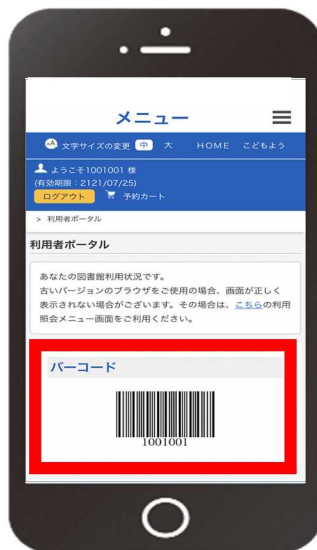 メニュー
A 文字サイズの変更 中 大 HOME こどもよう
ようこそ1001001 様
(有効期限：2121/07/25)
ログアウト 予約カート
> 利用者ポータル
利用者ポータル
あなたの図書館利用状況です。
古いバージョンのブラウザをご使用の場合、画面が正しく
表示されない場合がございます。その場合は、こちらの利用
照会メニュー画面をご利用ください。
バーコード
1001001